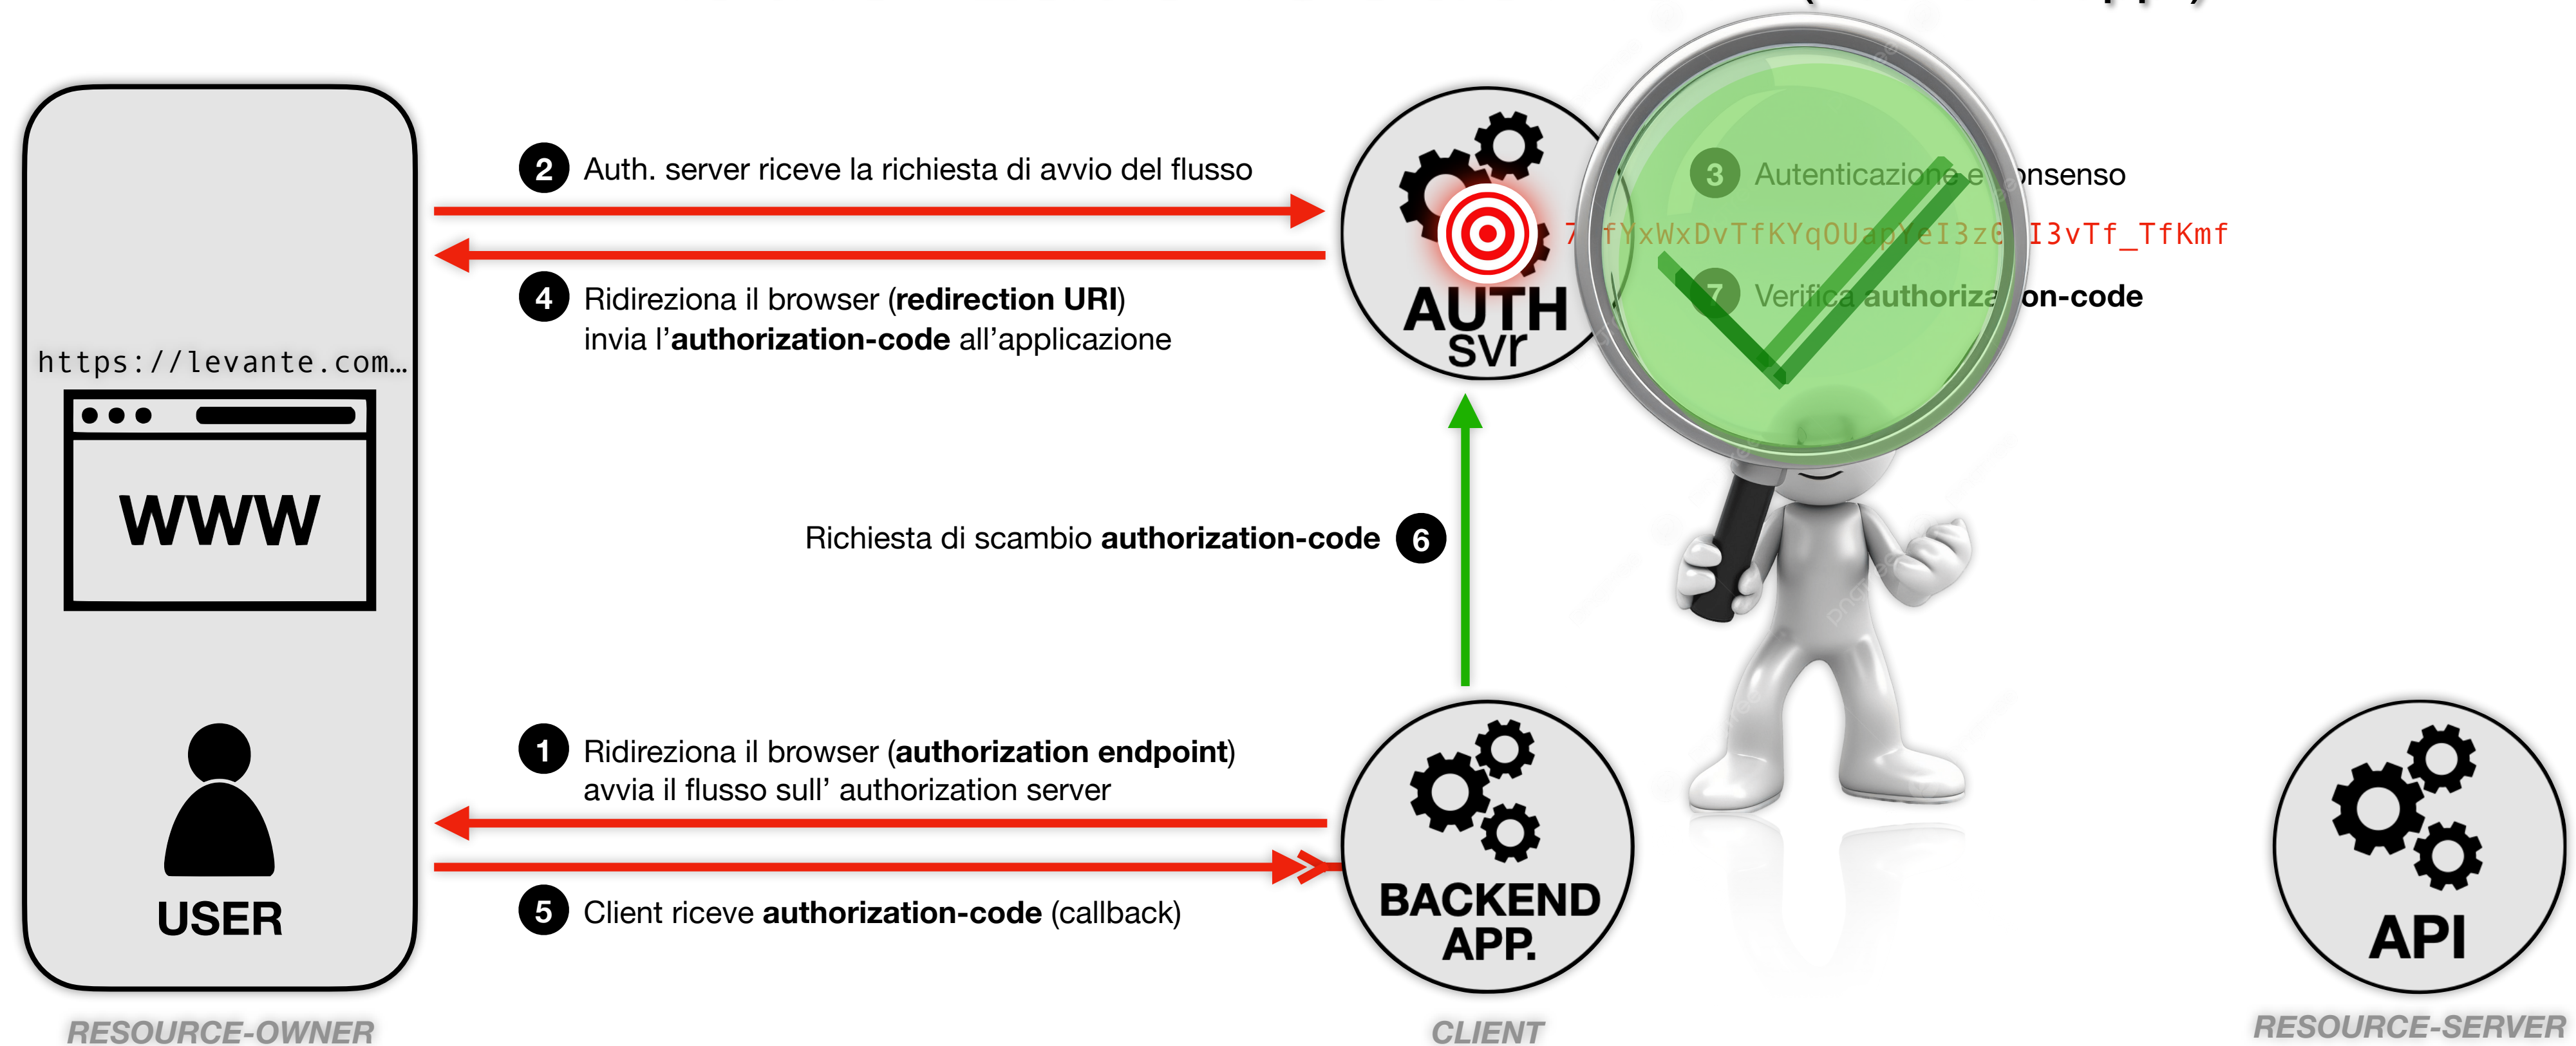 2 Auth. server riceve la richiesta di avvio del flusso
4 Ridireziona il browser (redirection URI)
invia l'authorization-code all'applicazione
https://levante.com…
WWW
USER
RESOURCE-OWNER
AUTH
svr
3 Autenticazione e consenso
7 Verifica authorization-code
Richiesta di scambio authorization-code 6
1 Ridireziona il browser (authorization endpoint)
avvia il flusso sull' authorization server
5 Client riceve authorization-code (callback)
BACKEND
APP.
CLIENT
API
RESOURCE-SERVER